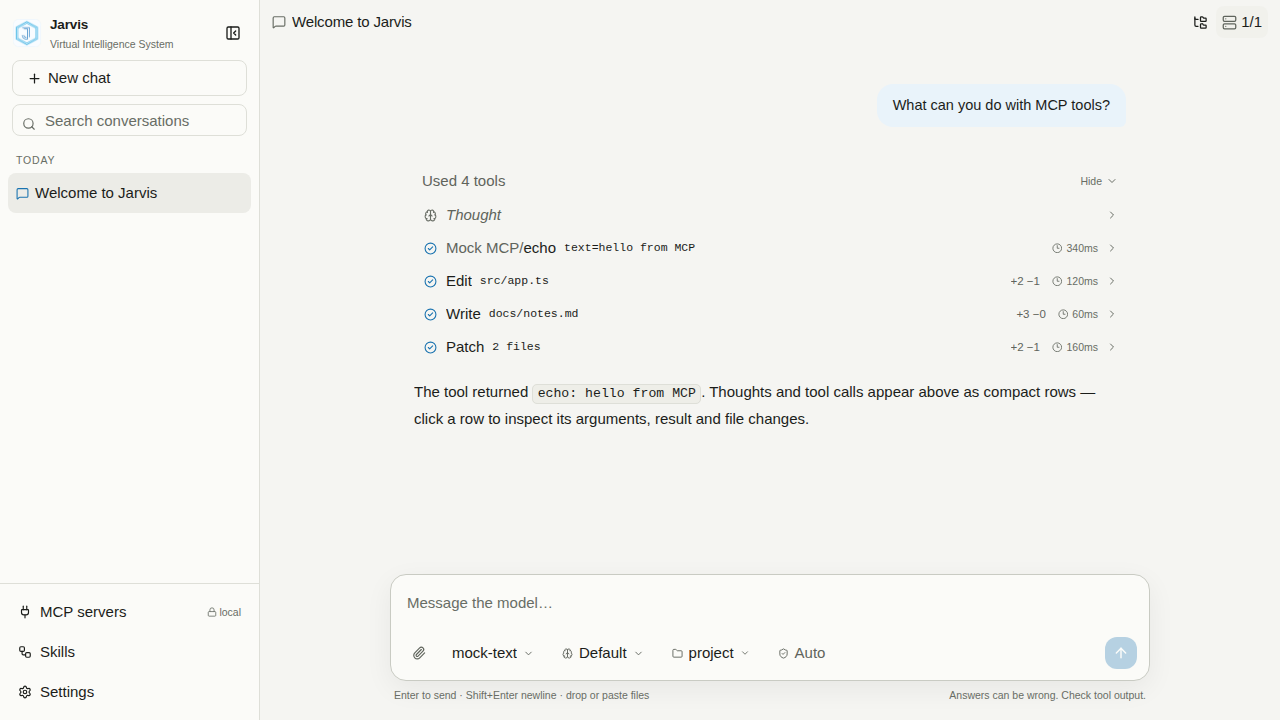 Jarvis
Virtual Intelligence System
New chat
Search conversations
TODAY
Welcome to Jarvis
MCP servers
local
Skills
Settings
Welcome to Jarvis
1/1
What can you do with MCP tools?
Used 4 tools
Hide
Thought
Mock MCP/echo text=hello from MCP 340ms
Edit src/app.ts +2 −1 120ms
Write docs/notes.md +3 −0 60ms
Patch 2 files +2 −1 160ms
The tool returned echo: hello from MCP. Thoughts and tool calls appear above as compact rows —
click a row to inspect its arguments, result and file changes.
Message the model…
mock-text Default project Auto
Enter to send · Shift+Enter newline · drop or paste files
Answers can be wrong. Check tool output.